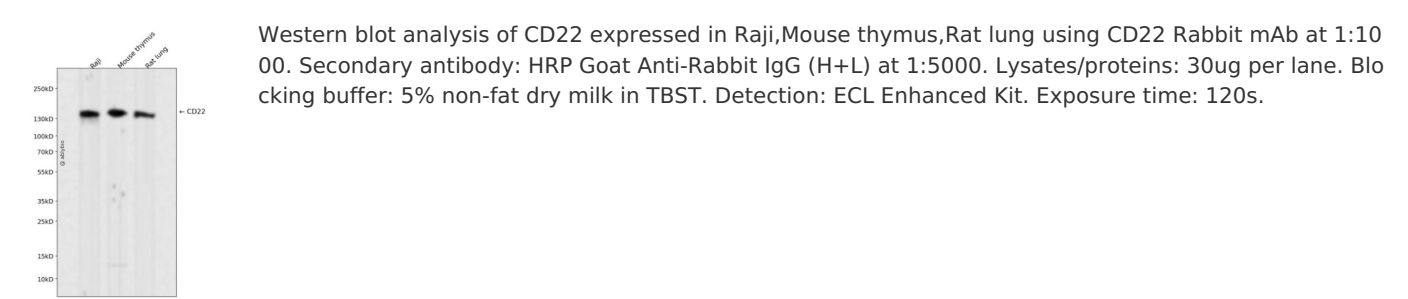 Western blot analysis of CD22 expressed in Raji,Mouse thymus,Rat lung using CD22 Rabbit mAb at 1:10
00. Secondary antibody: HRP Goat Anti-Rabbit IgG (H+L) at 1:5000. Lysates/proteins: 30ug per lane. Blo
cking buffer: 5% non-fat dry milk in TBST. Detection: ECL Enhanced Kit. Exposure time: 120s.
Raji
Mouse thymus
Rat lung
250kD
130kD
100kD
70kD
55kD
35kD
25kD
15kD
10kD
← CD22
@ abybio